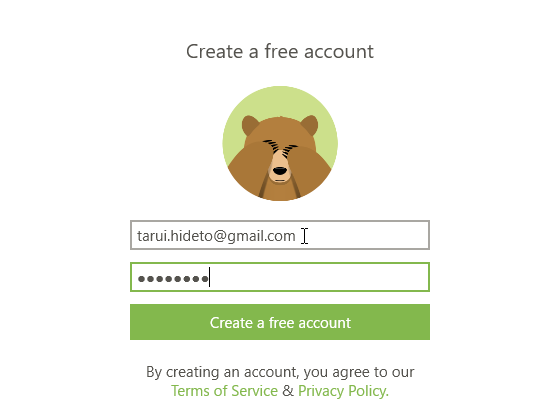 Create a free account
tarui.hideto@gmail.com
●●●●●●●●
Create a free account
By creating an account, you agree to our
Terms of Service & Privacy Policy.